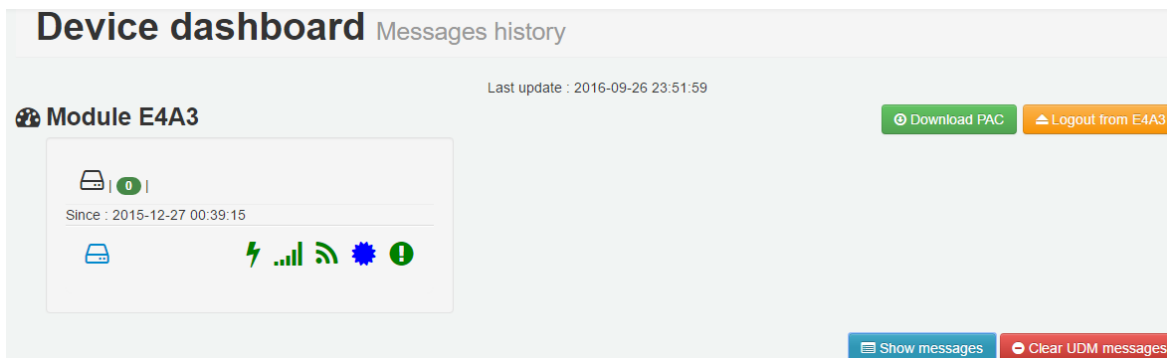 Device dashboard Messages history
Last update : 2016-09-26 23:51:59
Module E4A3
Download PAC
Logout from E4A3
| 0 |
Since : 2015-12-27 00:39:15
Show messages
Clear UDM messages